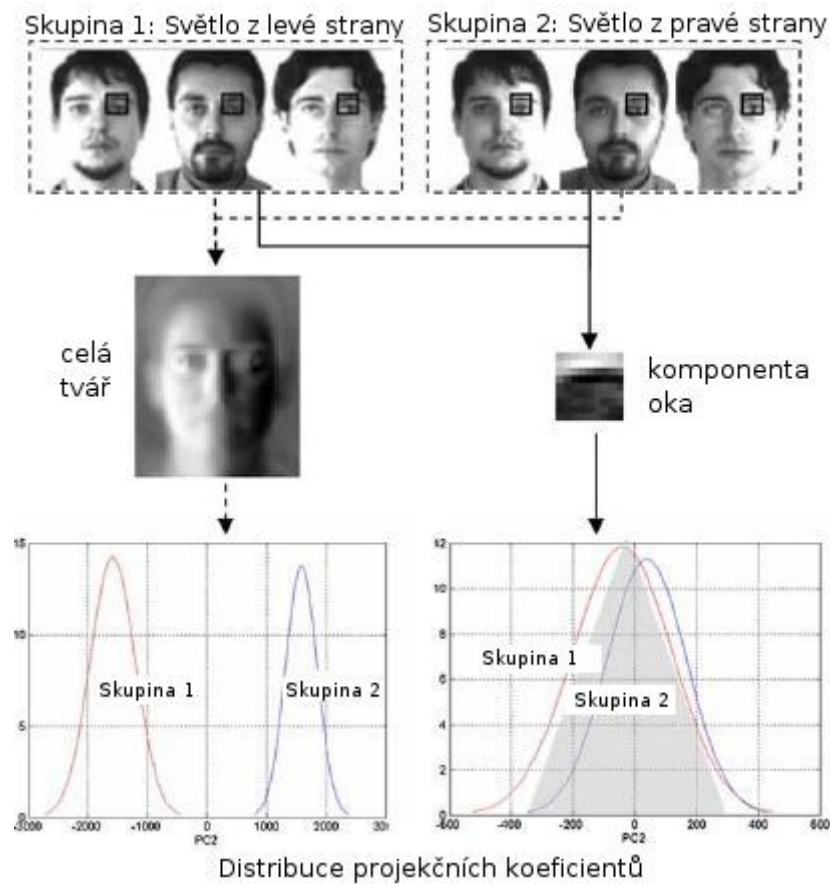 Skupina 1: Světlo z levé strany
Skupina 2: Světlo z pravé strany
celá
tvář
komponenta
oka
15
10
5
0
-3000
-2000
-1000
0
1000
2000
PC2
Skupina 1
Skupina 2
12
10
8
6
4
2
0
-600
-400
-200
0
200
400
600
PC2
Skupina 1
Skupina 2
Distribuce projekčních koeficientů